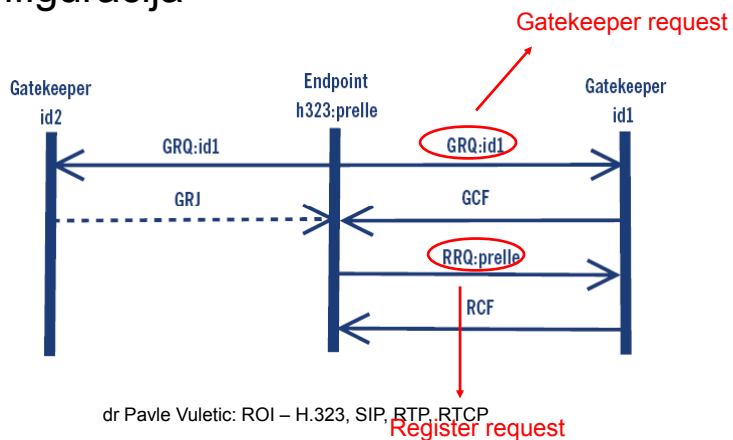 Gatekeeper request
Gatekeeper
id2
Endpoint
h323:prelle
Gatekeeper
id1
GRQ:id1
GRQ:id1
GRJ
GCF
RRQ:prelle
RCF
dr Pavle Vuletic: ROI – H.323, SIP, RTP, RTCP
Register request